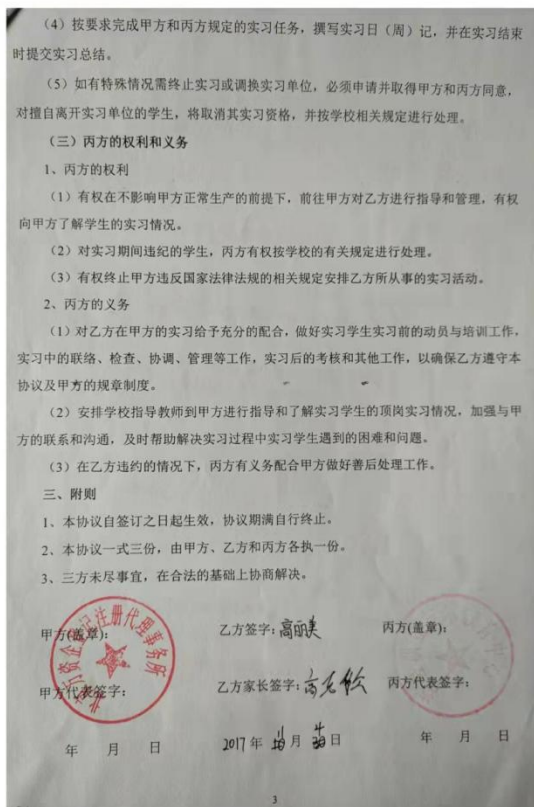 （4）按要求完成甲方和丙方规定的实习任务，撰写实习日（周）记，并在实习结束
时提交实习总结。
（5）如有特殊情况需终止实习或调换实习单位，必须申请并取得甲方和丙方同意，
对擅自离开实习单位的学生，将取消其实习资格，并按学校相关规定进行处理。
（三）丙方的权利和义务
1、丙方的权利
（1）有权在不影响甲方正常生产的前提下，前往甲方对乙方进行指导和管理，有权
向甲方了解学生的实习情况。
（2）对实习期间违纪的学生，丙方有权按学校的有关规定进行处理。
（3）有权终止甲方违反国家法律法规的相关规定安排乙方所从事的实习活动。
2、丙方的义务
（1）对乙方在甲方的实习给予充分的配合，做好实习学生实习前的动员与培训工作，
实习中的联络、检查、协调、管理等工作，实习后的考核和其他工作，以确保乙方遵守本
协议及甲方的规章制度。
（2）安排学校指导教师到甲方进行指导和了解实习学生的顶岗实习情况，加强与甲
方的联系和沟通，及时帮助解决实习过程中实习学生遇到的困难和问题。
（3）在乙方违约的情况下，丙方有义务配合甲方做好善后处理工作。
三、附则
1、本协议自签订之日起生效，协议期满自行终止。
2、本协议一式三份，由甲方、乙方和丙方各执一份。
3、三方未尽事宜，在合法的基础上协商解决。
甲方(盖章)： 乙方签字：高丽美 丙方(盖章)：
甲方代表签字： 乙方家长签字：高 丙方代表签字：
年 月 日 2017年 月 日 年 月 日
资企 记注册代理事务所
3